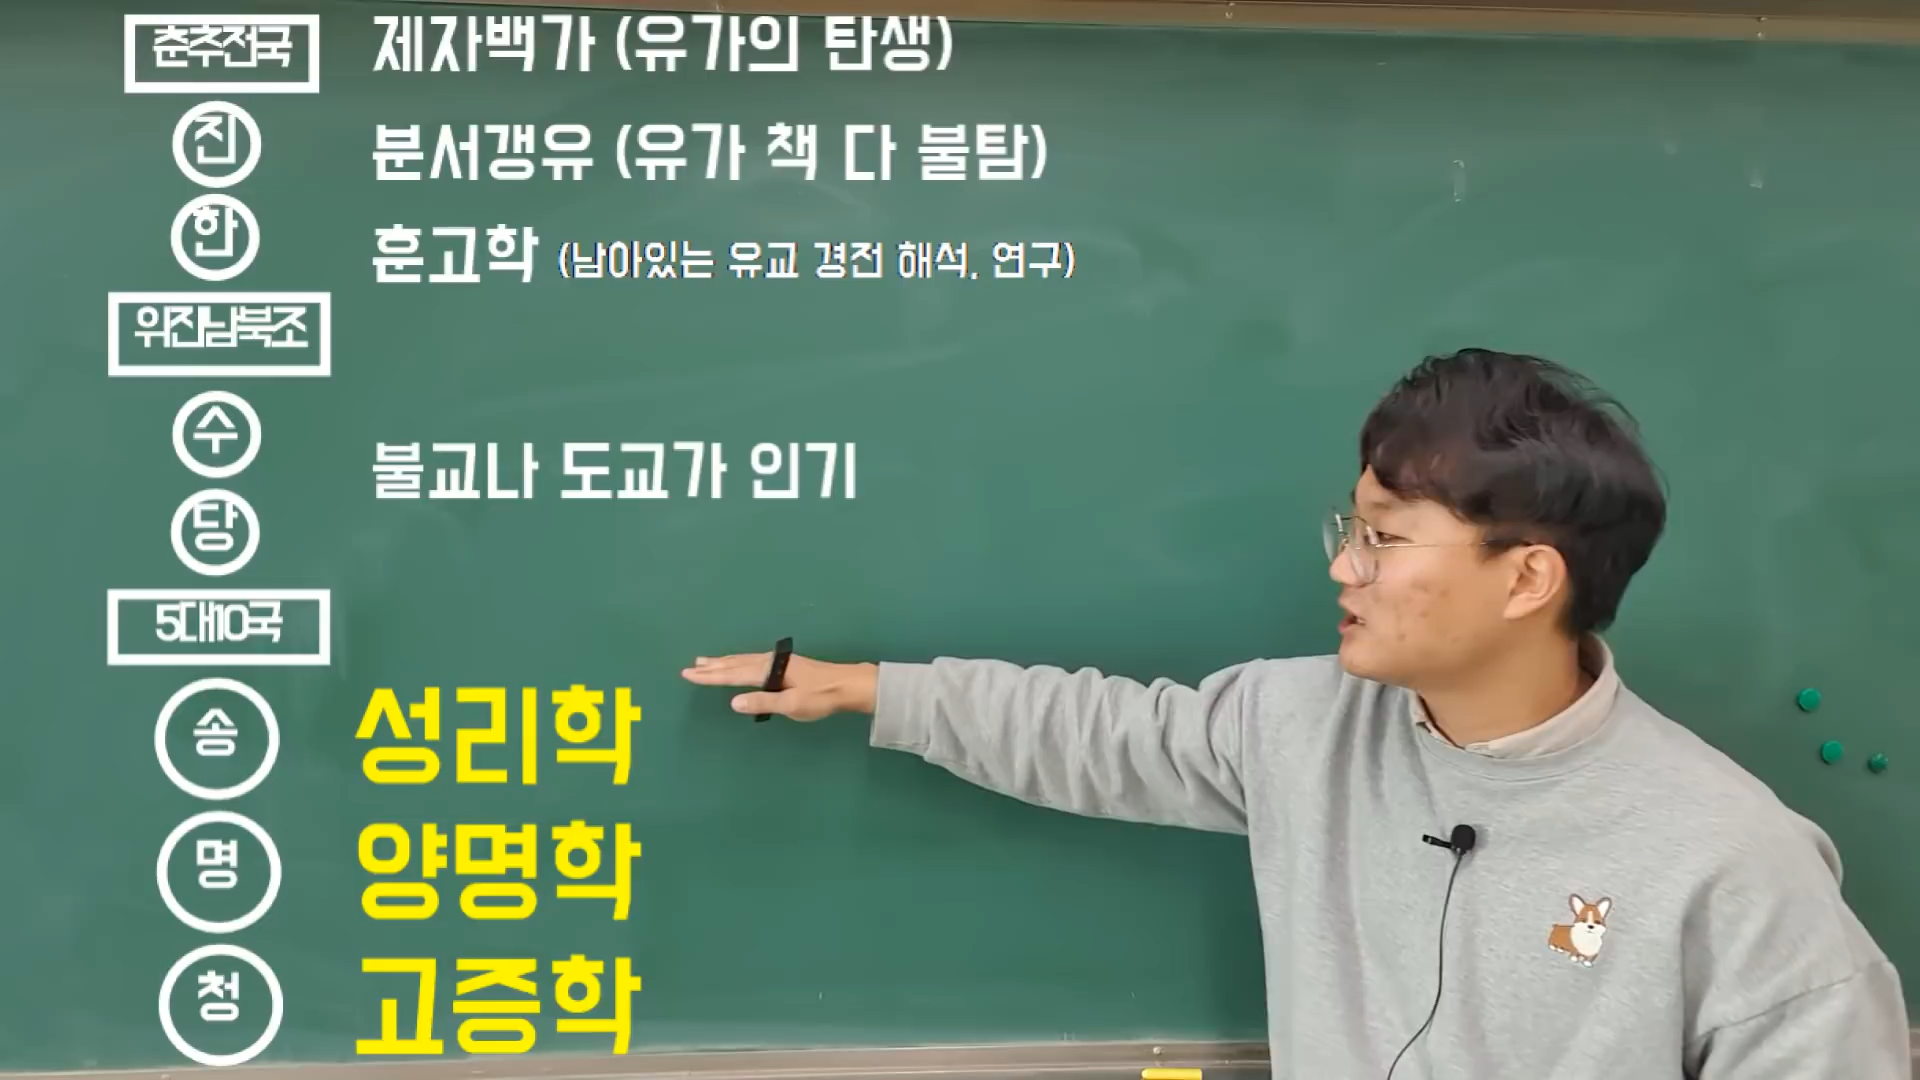 춘추전국 제자백가 (유가의 탄생)
진 분서갱유 (유가 책 다 불탐)
한 훈고학 (남아있는 유교 경전 해석, 연구)
위진남북조
수
불교나 도교가 인기
당
5대10국
송 성리학
명 양명학
청 고증학